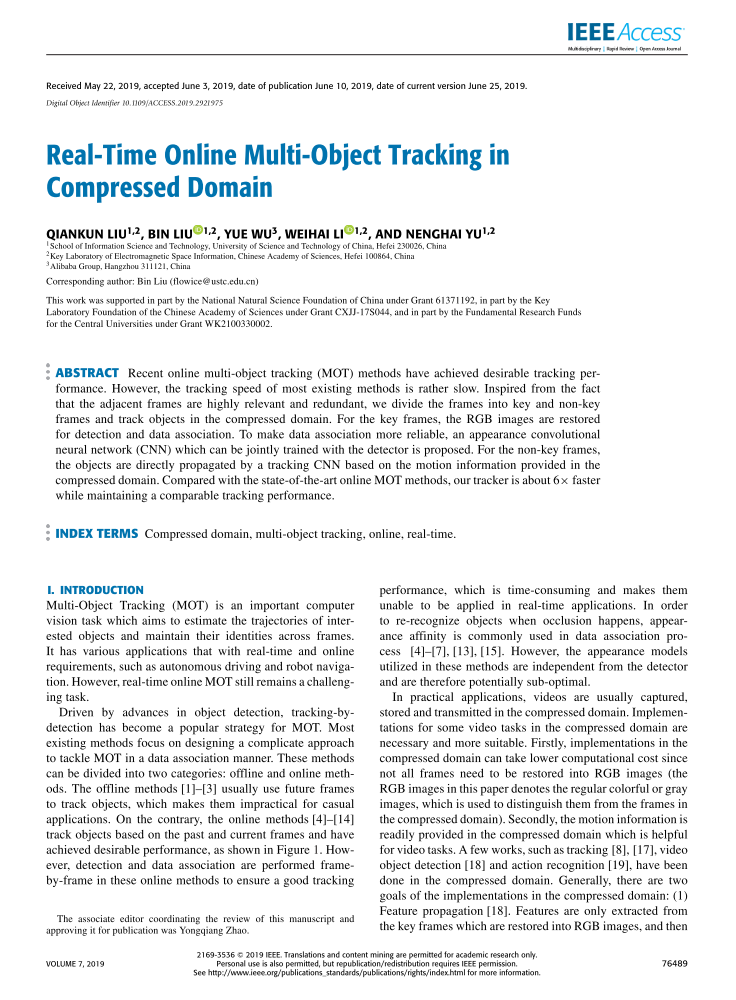 IEEE Access
Multidisciplinary | Rapid Review | Open Access Journal
Received May 22, 2019, accepted June 3, 2019, date of publication June 10, 2019, date of current version June 25, 2019.
Digital Object Identifier 10.1109/ACCESS.2019.2921975
Real-Time Online Multi-Object Tracking in
Compressed Domain
QIANKUN LIU1,2, BIN LIU1,2, YUE WU3, WEIHAI LI1,2, AND NENGHAI YU1,2
1School of Information Science and Technology, University of Science and Technology of China, Hefei 230026, China
2Key Laboratory of Electromagnetic Space Information, Chinese Academy of Sciences, Hefei 100864, China
3Alibaba Group, Hangzhou 311121, China
Corresponding author: Bin Liu (flowice@ustc.edu.cn)
This work was supported in part by the National Natural Science Foundation of China under Grant 61371192, in part by the Key
Laboratory Foundation of the Chinese Academy of Sciences under Grant CXJJ-17S044, and in part by the Fundamental Research Funds
for the Central Universities under Grant WK2100330002.
ABSTRACT Recent online multi-object tracking (MOT) methods have achieved desirable tracking per-
formance. However, the tracking speed of most existing methods is rather slow. Inspired from the fact
that the adjacent frames are highly relevant and redundant, we divide the frames into key and non-key
frames and track objects in the compressed domain. For the key frames, the RGB images are restored
for detection and data association. To make data association more reliable, an appearance convolutional
neural network (CNN) which can be jointly trained with the detector is proposed. For the non-key frames,
the objects are directly propagated by a tracking CNN based on the motion information provided in the
compressed domain. Compared with the state-of-the-art online MOT methods, our tracker is about 6× faster
while maintaining a comparable tracking performance.
INDEX TERMS Compressed domain, multi-object tracking, online, real-time.
I. INTRODUCTION
Multi-Object Tracking (MOT) is an important computer
vision task which aims to estimate the trajectories of inter-
ested objects and maintain their identities across frames.
It has various applications that with real-time and online
requirements, such as autonomous driving and robot naviga-
tion. However, real-time online MOT still remains a challeng-
ing task.
Driven by advances in object detection, tracking-by-
detection has become a popular strategy for MOT. Most
existing methods focus on designing a complicate approach
to tackle MOT in a data association manner. These methods
can be divided into two categories: offline and online meth-
ods. The offline methods [1]–[3] usually use future frames
to track objects, which makes them impractical for casual
applications. On the contrary, the online methods [4]–[14]
track objects based on the past and current frames and have
achieved desirable performance, as shown in Figure 1. How-
ever, detection and data association are performed frame-
by-frame in these online methods to ensure a good tracking
The associate editor coordinating the review of this manuscript and
approving it for publication was Yongqiang Zhao.
performance, which is time-consuming and makes them
unable to be applied in real-time applications. In order
to re-recognize objects when occlusion happens, appear-
ance affinity is commonly used in data association pro-
cess [4]–[7], [13], [15]. However, the appearance models
utilized in these methods are independent from the detector
and are therefore potentially sub-optimal.
In practical applications, videos are usually captured,
stored and transmitted in the compressed domain. Implemen-
tations for some video tasks in the compressed domain are
necessary and more suitable. Firstly, implementations in the
compressed domain can take lower computational cost since
not all frames need to be restored into RGB images (the
RGB images in this paper denotes the regular colorful or gray
images, which is used to distinguish them from the frames in
the compressed domain). Secondly, the motion information is
readily provided in the compressed domain which is helpful
for video tasks. A few works, such as tracking [8], [17], video
object detection [18] and action recognition [19], have been
done in the compressed domain. Generally, there are two
goals of the implementations in the compressed domain: (1)
Feature propagation [18]. Features are only extracted from
the key frames which are restored into RGB images, and then
VOLUME 7, 2019
2169-3536 © 2019 IEEE. Translations and content mining are permitted for academic research only.
Personal use is also permitted, but republication/redistribution requires IEEE permission.
See http://www.ieee.org/publications_standards/publications/rights/index.html for more information.
76489